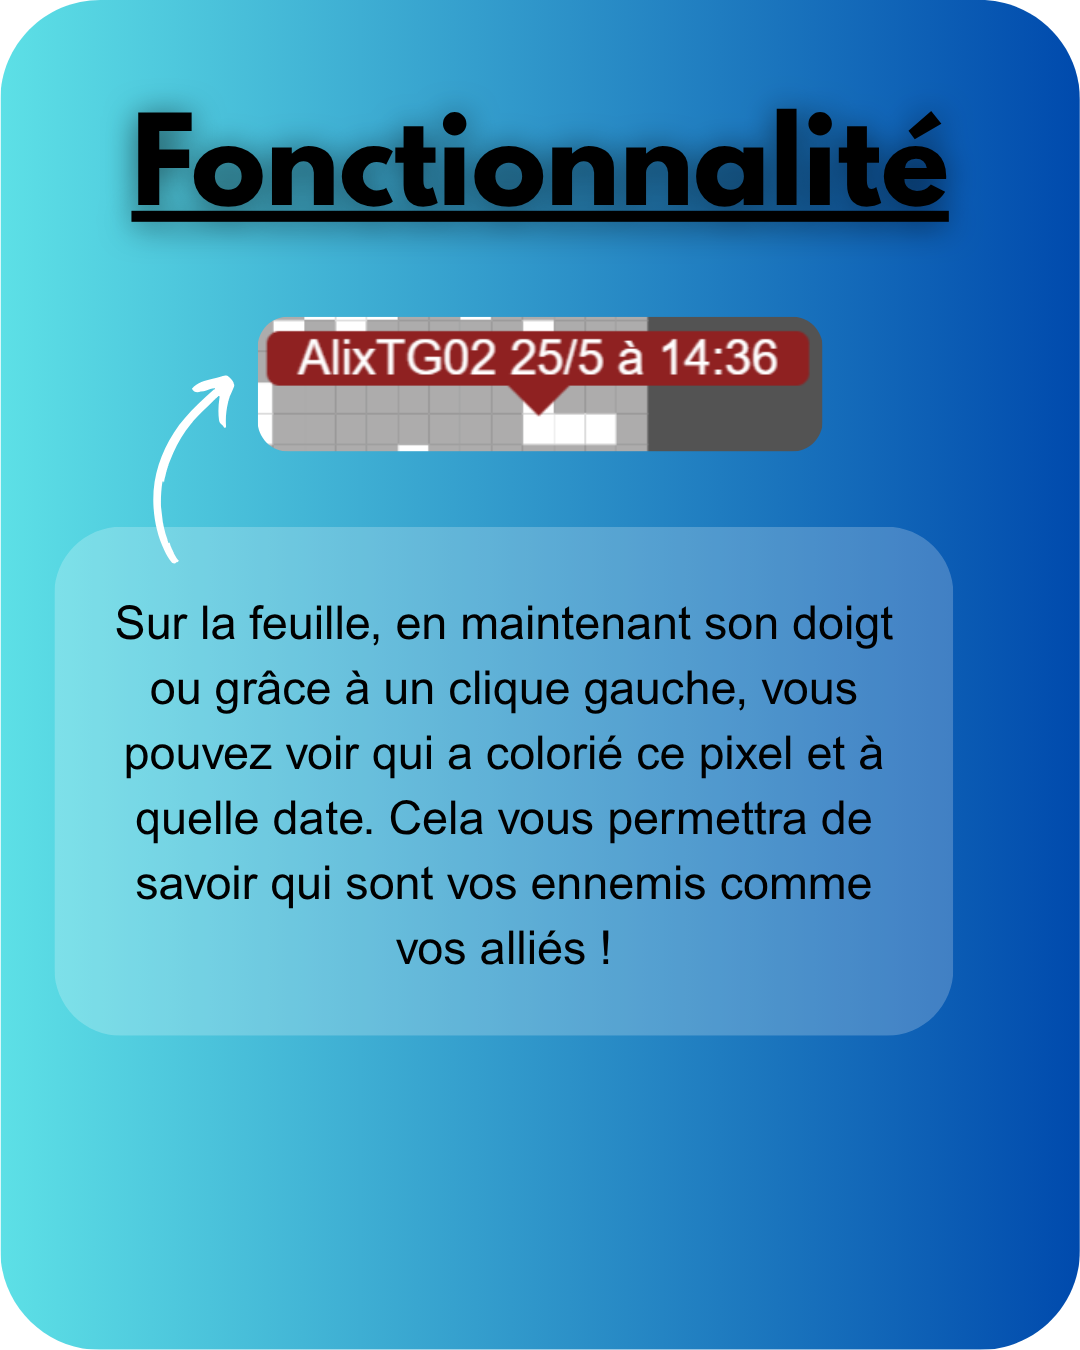 Fonctionnalité
AlixTG02 25/5 à 14:36
Sur la feuille, en maintenant son doigt
ou grâce à un clique gauche, vous
pouvez voir qui a colorié ce pixel et à
quelle date. Cela vous permettra de
savoir qui sont vos ennemis comme
vos alliés !